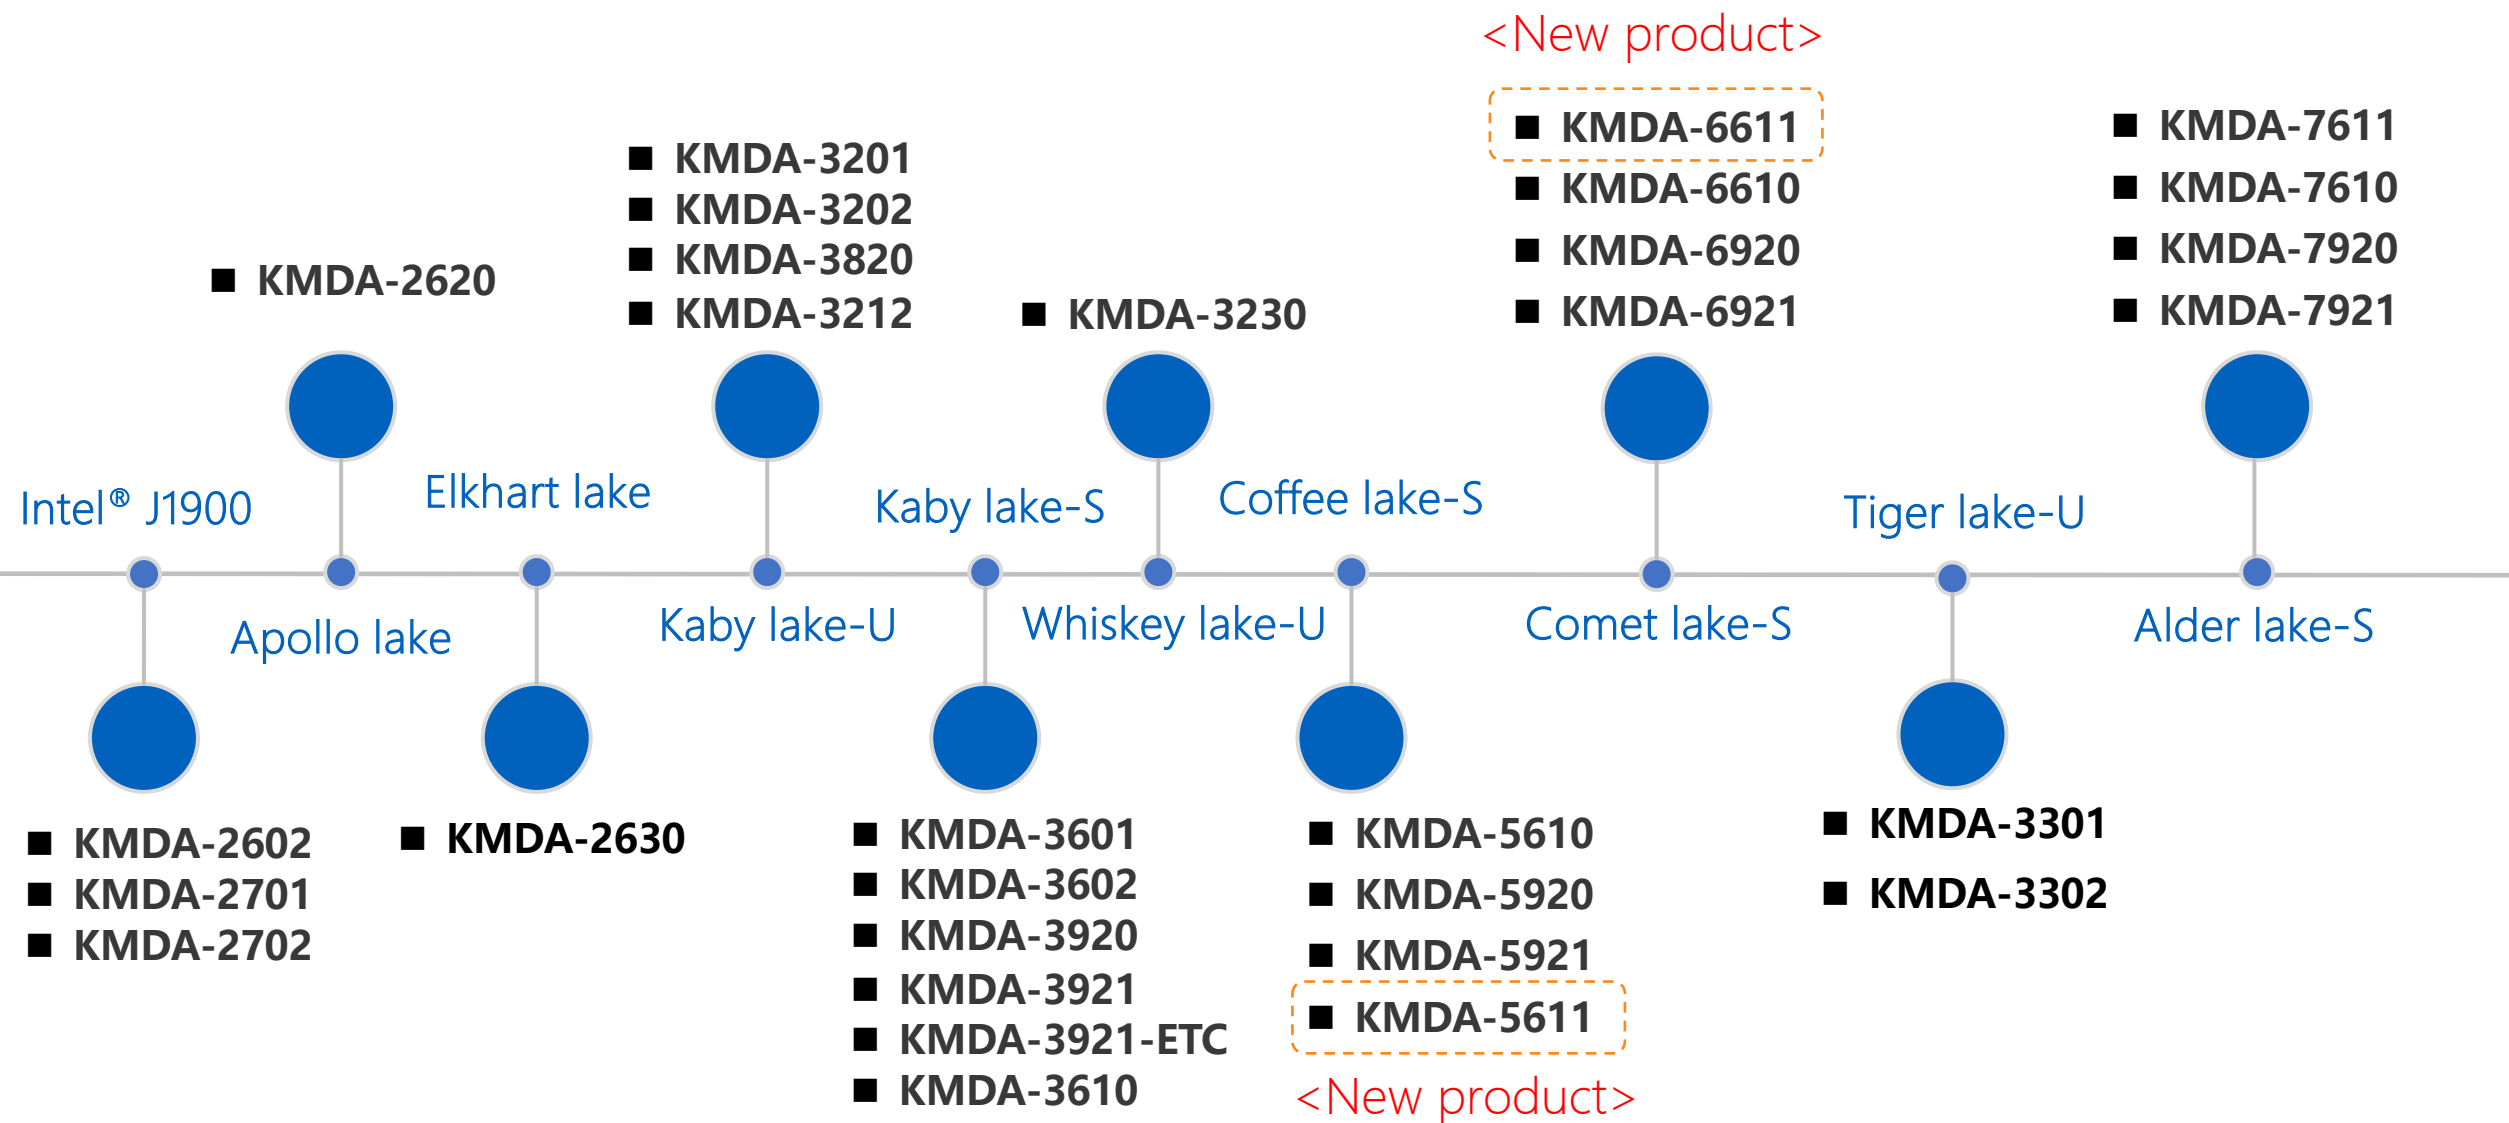 <New product>
■ KMDA-6611
■ KMDA-6610
■ KMDA-6920
■ KMDA-6921
■ KMDA-7611
■ KMDA-7610
■ KMDA-7920
■ KMDA-7921
■ KMDA-3201
■ KMDA-3202
■ KMDA-3820
■ KMDA-3212
■ KMDA-2620
■ KMDA-3230
Intel® J1900
Elkhart lake
Kaby lake-S
Coffee lake-S
Tiger lake-U
Apollo lake
Kaby lake-U
Whiskey lake-U
Comet lake-S
Alder lake-S
■ KMDA-2602
■ KMDA-2701
■ KMDA-2702
■ KMDA-2630
■ KMDA-3601
■ KMDA-3602
■ KMDA-3920
■ KMDA-3921
■ KMDA-3921-ETC
■ KMDA-3610
■ KMDA-5610
■ KMDA-5920
■ KMDA-5921
■ KMDA-5611
<New product>
■ KMDA-3301
■ KMDA-3302